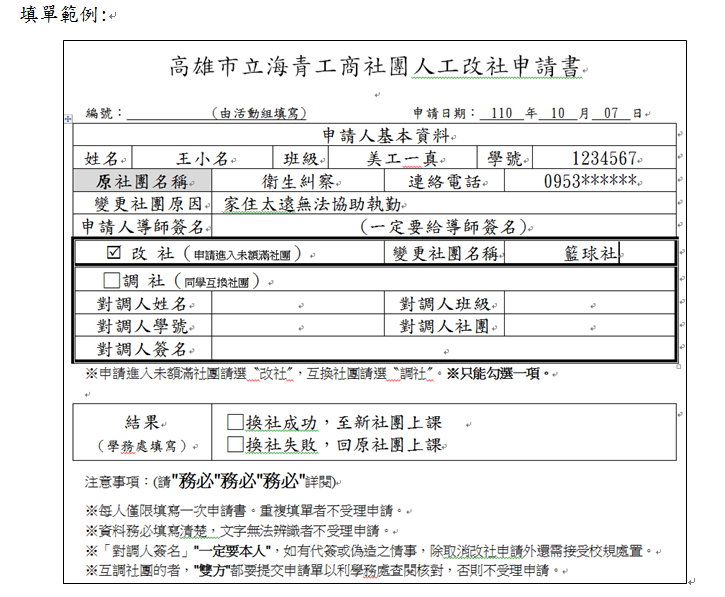 填單範例:
高雄市立海青工商社團人工改社申請書
編號： (由活動組填寫) 申請日期： 110 年 10 月 07 日
申請人基本資料
姓名 王小名 班級 美工一真 學號 1234567
原社團名稱 衛生糾察 連絡電話 0953******
變更社團原因 家住太遠無法協助執勤
申請人導師簽名 (一定要給導師簽名)
☑ 改 社 (申請進入未額滿社團) 變更社團名稱 籃球社
□調 社 (同學互換社團)
對調人姓名 對調人班級
對調人學號 對調人社團
對調人簽名
※申請進入未額滿社團請選〝改社〞，互換社團請選〝調社〞。※只能勾選一項。
結果 □換社成功，至新社團上課
(學務處填寫) □換社失敗，回原社團上課
注意事項：(請"務必"務必"務必"詳閱)
※每人僅限填寫一次申請書。重複填單者不受理申請。
※資料務必填寫清楚，文字無法辨識者不受理申請。
※「對調人簽名」"一定要本人"，如有代簽或偽造之情事，除取消改社申請外還需接受校規處置。
※互調社團的者，"雙方"都要提交申請單以利學務處查閱核對，否則不受理申請。